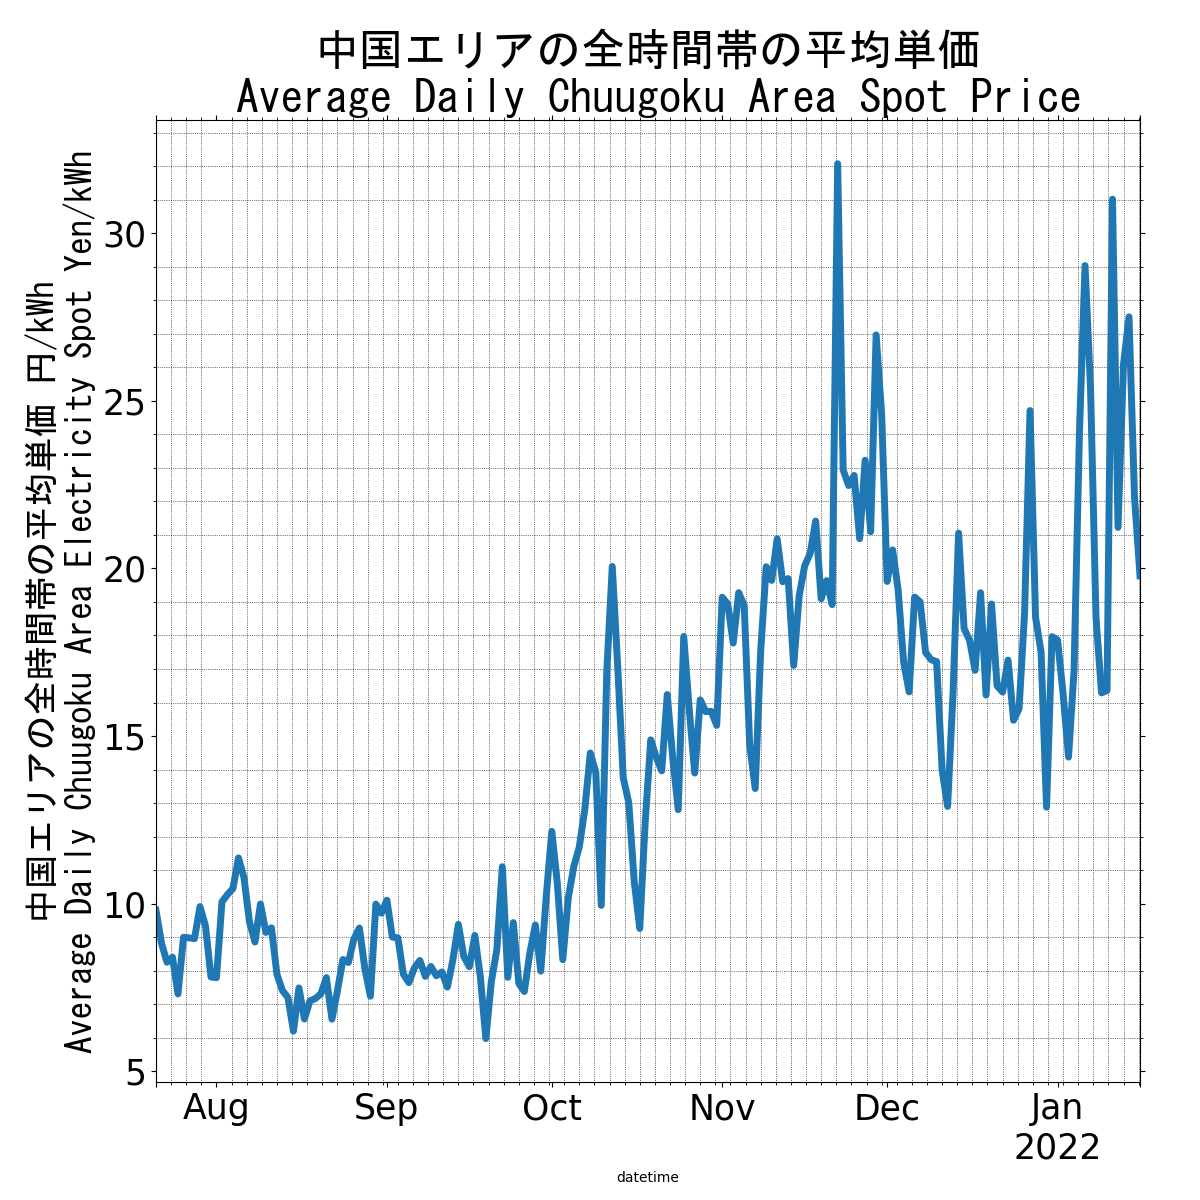 中国エリアの全時間帯の平均単価
Average Daily Chuugoku Area Spot Price
中国エリアの全時間帯の平均単価 円/kWh
Average Daily Chuugoku Area Electricity Spot Yen/kWh
30
25
20
15
10
5
Aug Sep Oct Nov Dec Jan
2022
datetime